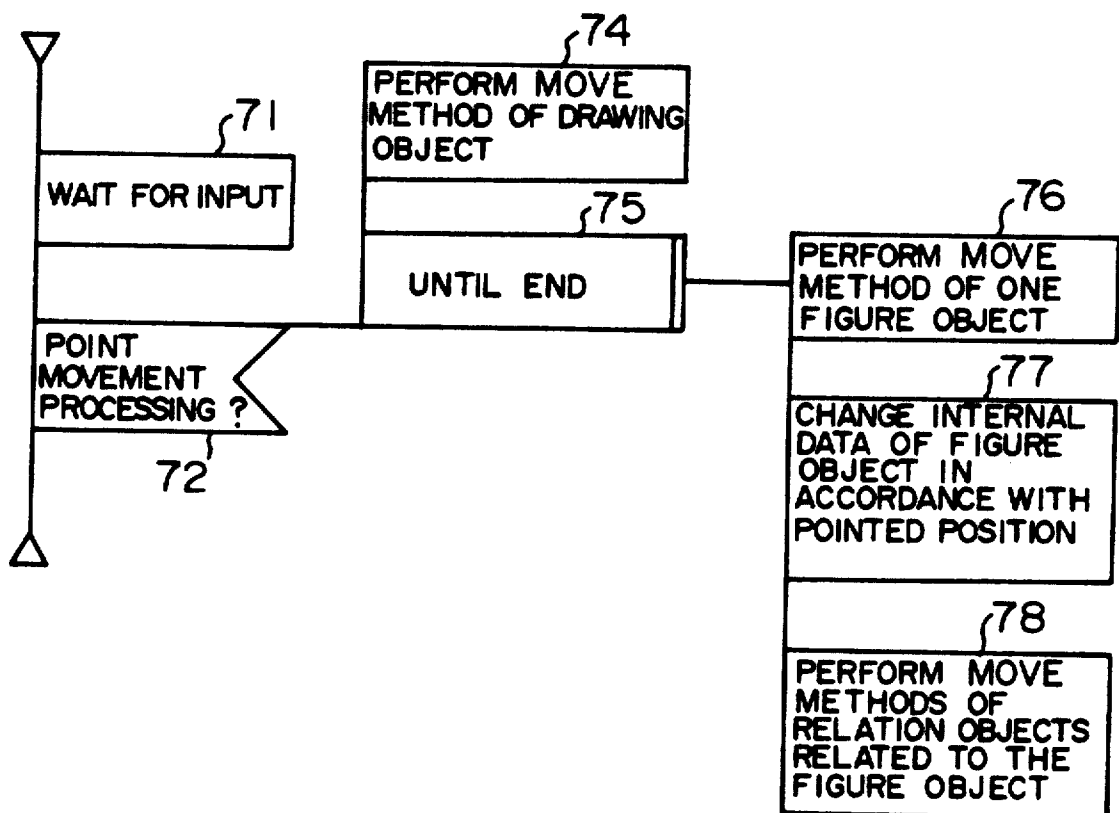 71
WAIT FOR INPUT
POINT
MOVEMENT
PROCESSING ?
72
74
PERFORM MOVE
METHOD OF DRAWING
OBJECT
75
UNTIL END
76
PERFORM MOVE
METHOD OF ONE
FIGURE OBJECT
77
CHANGE INTERNAL
DATA OF FIGURE
OBJECT IN
ACCORDANCE WITH
POINTED POSITION
78
PERFORM MOVE
METHODS OF
RELATION OBJECTS
RELATED TO THE
FIGURE OBJECT